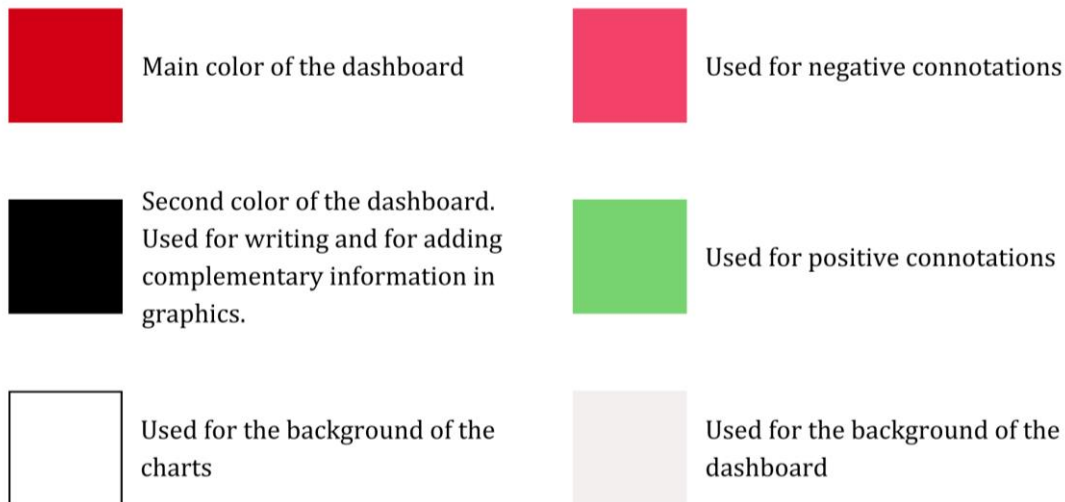 Main color of the dashboard
Used for negative connotations
Second color of the dashboard.
Used for writing and for adding
complementary information in
graphics.
Used for positive connotations
Used for the background of the
charts
Used for the background of the
dashboard